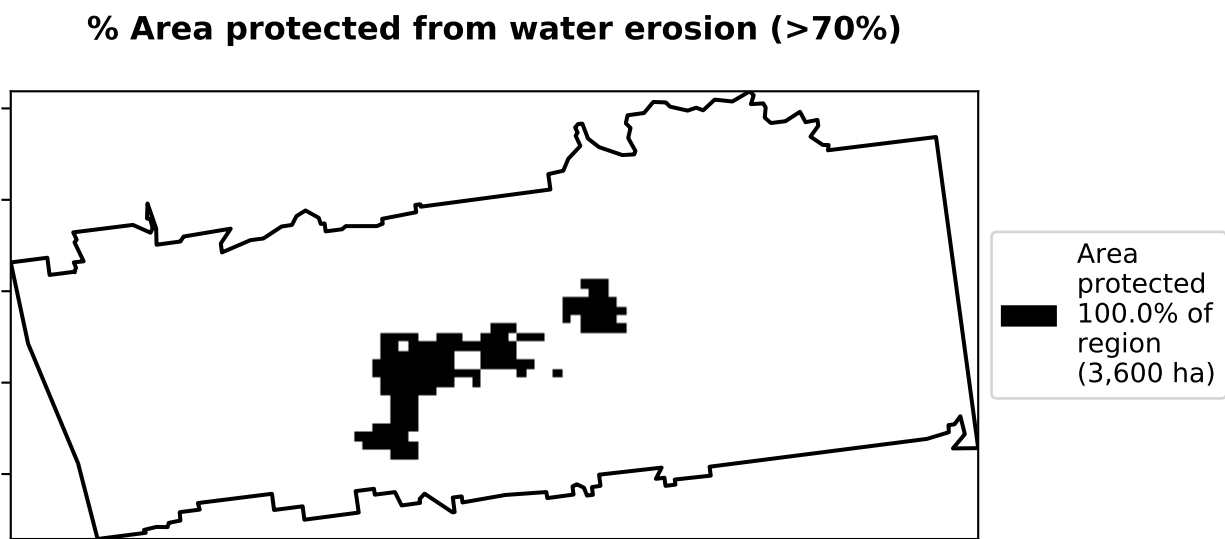 % Area protected from water erosion (>70%)
Area
protected
100.0% of
region
(3,600 ha)